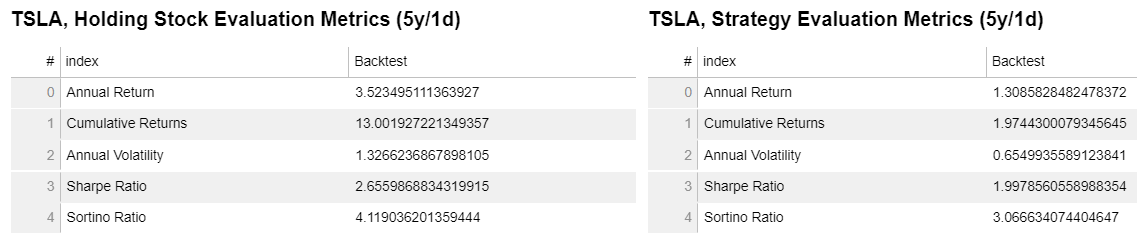 TSLA, Holding Stock Evaluation Metrics (5y/1d)
# index Backtest
0 Annual Return 3.523495111363927
1 Cumulative Returns 13.001927221349357
2 Annual Volatility 1.3266236867898105
3 Sharpe Ratio 2.6559868834319915
4 Sortino Ratio 4.119036201359444
TSLA, Strategy Evaluation Metrics (5y/1d)
# index Backtest
0 Annual Return 1.3085828482478372
1 Cumulative Returns 1.9744300079345645
2 Annual Volatility 0.6549935589123841
3 Sharpe Ratio 1.9978560558988354
4 Sortino Ratio 3.066634074404647